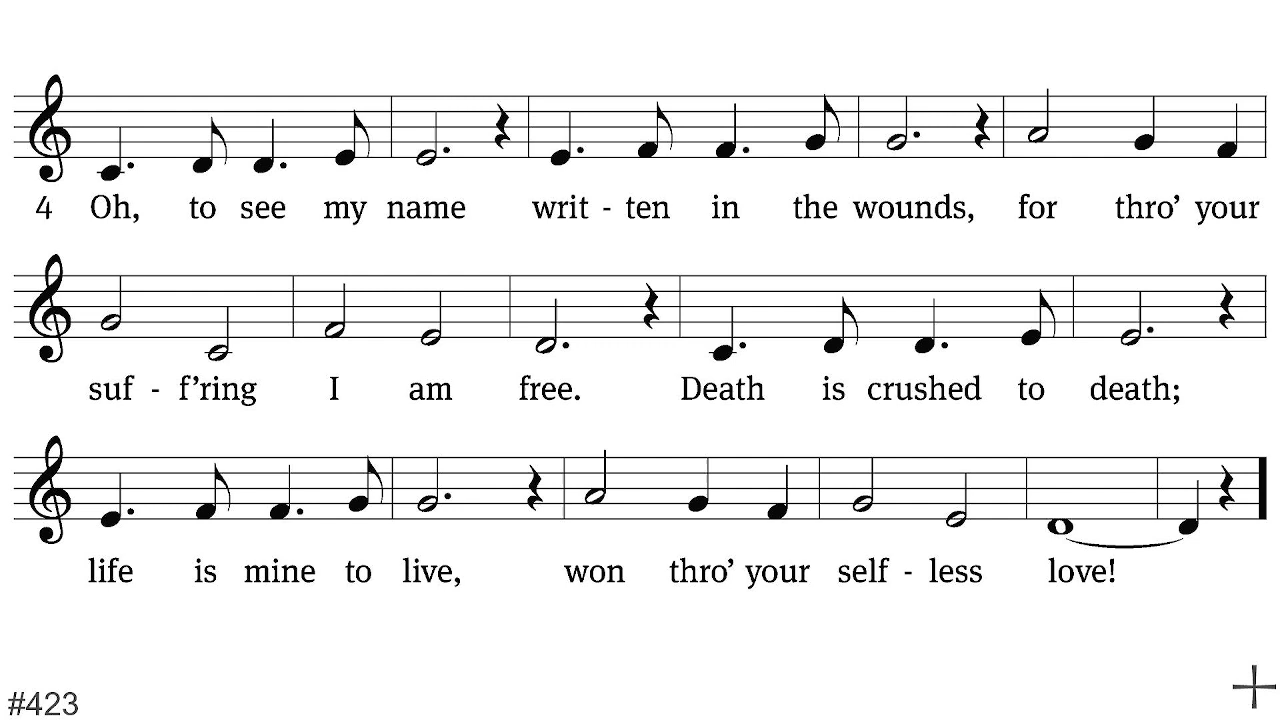 4 Oh, to see my name writ - ten in the wounds, for thro’ your
suf - f’ring I am free. Death is crushed to death;
life is mine to live, won thro’ your self - less love!
#423